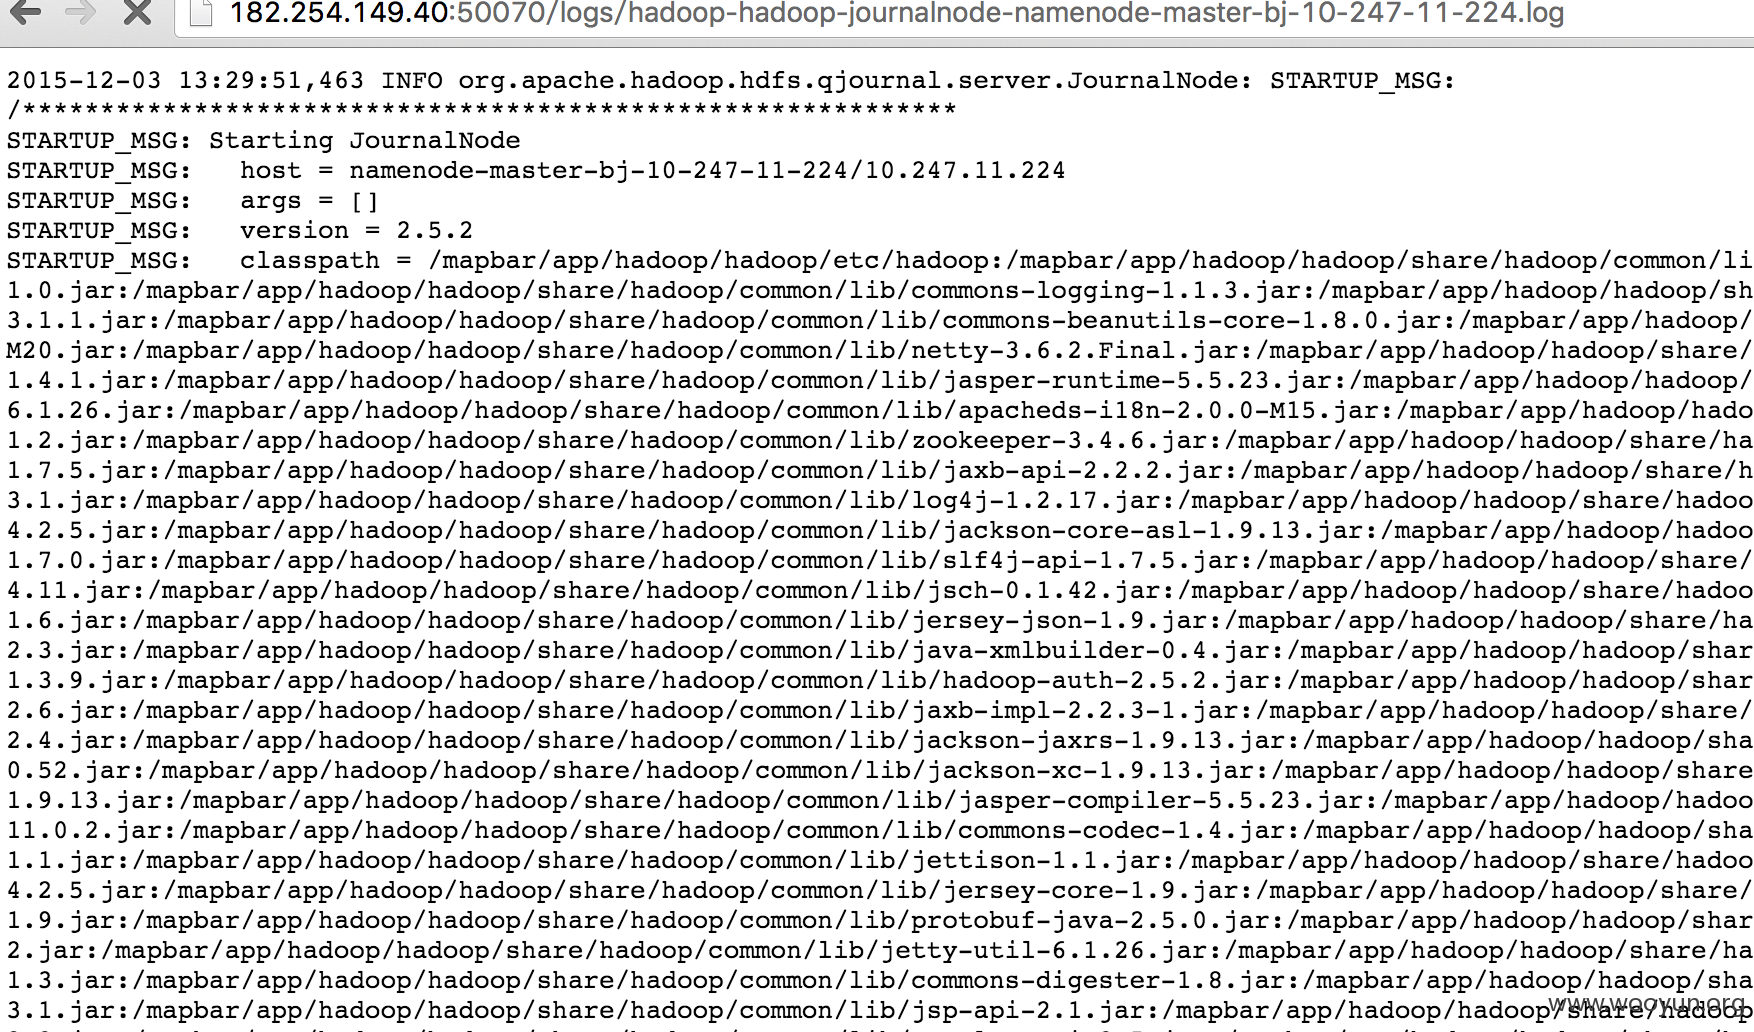 182.254.149.40:50070/logs/hadoop-hadoop-journalnode-namenode-master-bj-10-247-11-224.log
2015-12-03 13:29:51,463 INFO org.apache.hadoop.hdfs.qjournal.server.JournalNode: STARTUP_MSG:
/************************************************************
STARTUP_MSG: Starting JournalNode
STARTUP_MSG:   host = namenode-master-bj-10-247-11-224/10.247.11.224
STARTUP_MSG:   args = []
STARTUP_MSG:   version = 2.5.2
STARTUP_MSG:   classpath = /mapbar/app/hadoop/hadoop/etc/hadoop:/mapbar/app/hadoop/hadoop/share/hadoop/common/li
1.0.jar:/mapbar/app/hadoop/hadoop/share/hadoop/common/lib/commons-logging-1.1.3.jar:/mapbar/app/hadoop/hadoop/sh
3.1.1.jar:/mapbar/app/hadoop/hadoop/share/hadoop/common/lib/commons-beanutils-core-1.8.0.jar:/mapbar/app/hadoop/
M20.jar:/mapbar/app/hadoop/hadoop/share/hadoop/common/lib/netty-3.6.2.Final.jar:/mapbar/app/hadoop/hadoop/share/
1.4.1.jar:/mapbar/app/hadoop/hadoop/share/hadoop/common/lib/jasper-runtime-5.5.23.jar:/mapbar/app/hadoop/hadoop/
6.1.26.jar:/mapbar/app/hadoop/hadoop/share/hadoop/common/lib/apacheds-i18n-2.0.0-M15.jar:/mapbar/app/hadoop/hado
1.2.jar:/mapbar/app/hadoop/hadoop/share/hadoop/common/lib/zookeeper-3.4.6.jar:/mapbar/app/hadoop/hadoop/share/ha
1.7.5.jar:/mapbar/app/hadoop/hadoop/share/hadoop/common/lib/jaxb-api-2.2.2.jar:/mapbar/app/hadoop/hadoop/share/h
3.1.jar:/mapbar/app/hadoop/hadoop/share/hadoop/common/lib/log4j-1.2.17.jar:/mapbar/app/hadoop/hadoop/share/hadoo
4.2.5.jar:/mapbar/app/hadoop/hadoop/share/hadoop/common/lib/jackson-core-asl-1.9.13.jar:/mapbar/app/hadoop/hadoo
1.7.0.jar:/mapbar/app/hadoop/hadoop/share/hadoop/common/lib/slf4j-api-1.7.5.jar:/mapbar/app/hadoop/hadoop/share/
4.11.jar:/mapbar/app/hadoop/hadoop/share/hadoop/common/lib/jsch-0.1.42.jar:/mapbar/app/hadoop/hadoop/share/hadoo
1.6.jar:/mapbar/app/hadoop/hadoop/share/hadoop/common/lib/jersey-json-1.9.jar:/mapbar/app/hadoop/hadoop/share/ha
2.3.jar:/mapbar/app/hadoop/hadoop/share/hadoop/common/lib/java-xmlbuilder-0.4.jar:/mapbar/app/hadoop/hadoop/shar
1.3.9.jar:/mapbar/app/hadoop/hadoop/share/hadoop/common/lib/hadoop-auth-2.5.2.jar:/mapbar/app/hadoop/hadoop/shar
2.6.jar:/mapbar/app/hadoop/hadoop/share/hadoop/common/lib/jaxb-impl-2.2.3-1.jar:/mapbar/app/hadoop/hadoop/share/
2.4.jar:/mapbar/app/hadoop/hadoop/share/hadoop/common/lib/jackson-jaxrs-1.9.13.jar:/mapbar/app/hadoop/hadoop/sha
0.52.jar:/mapbar/app/hadoop/hadoop/share/hadoop/common/lib/jackson-xc-1.9.13.jar:/mapbar/app/hadoop/hadoop/share
1.9.13.jar:/mapbar/app/hadoop/hadoop/share/hadoop/common/lib/jasper-compiler-5.5.23.jar:/mapbar/app/hadoop/hadoo
11.0.2.jar:/mapbar/app/hadoop/hadoop/share/hadoop/common/lib/commons-codec-1.4.jar:/mapbar/app/hadoop/hadoop/sha
1.1.jar:/mapbar/app/hadoop/hadoop/share/hadoop/common/lib/jettison-1.1.jar:/mapbar/app/hadoop/hadoop/share/hadoo
4.2.5.jar:/mapbar/app/hadoop/hadoop/share/hadoop/common/lib/jersey-core-1.9.jar:/mapbar/app/hadoop/hadoop/share/
1.9.jar:/mapbar/app/hadoop/hadoop/share/hadoop/common/lib/protobuf-java-2.5.0.jar:/mapbar/app/hadoop/hadoop/shar
2.jar:/mapbar/app/hadoop/hadoop/share/hadoop/common/lib/jetty-util-6.1.26.jar:/mapbar/app/hadoop/hadoop/share/ha
1.3.jar:/mapbar/app/hadoop/hadoop/share/hadoop/common/lib/commons-digester-1.8.jar:/mapbar/app/hadoop/hadoop/sha
3.1.jar:/mapbar/app/hadoop/hadoop/share/hadoop/common/lib/jsp-api-2.1.jar:/mapbar/app/hadoop/hadoop/share/hadoop
www.wooyun.org